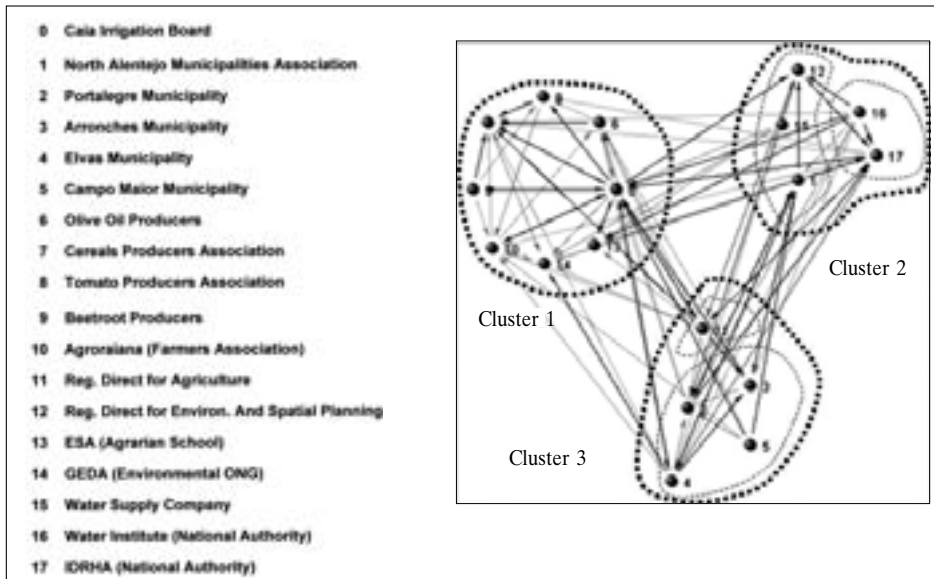 0 Caia Irrigation Board
1 North Alentejo Municipalities Association
2 Portalegre Municipality
3 Arronches Municipality
4 Elvas Municipality
5 Campo Maior Municipality
6 Olive Oil Producers
7 Cereals Producers Association
8 Tomato Producers Association
9 Beetroot Producers
10 Agroraiana (Farmers Association)
11 Reg. Direct for Agriculture
12 Reg. Direct for Environ. And Spatial Planning
13 ESA (Agrarian School)
14 GEDA (Environmental ONG)
15 Water Supply Company
16 Water Institute (National Authority)
17 IDRHA (National Authority)
16
6
15
17
10
14
Cluster 2
Cluster 1
3
2
5
Cluster 3
4